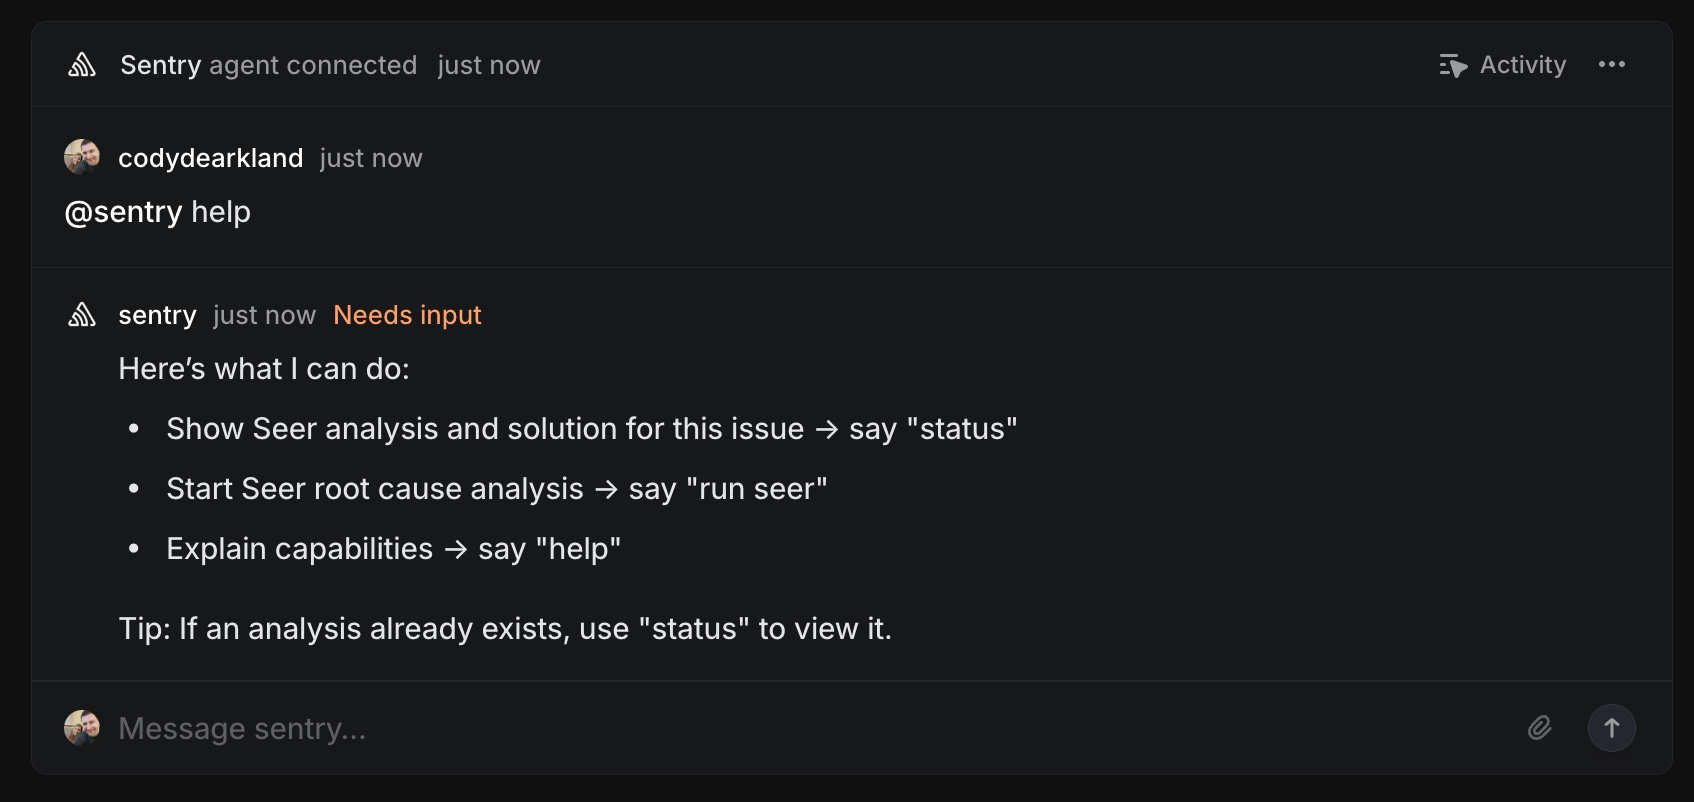 Sentry agent connected just now Activity
codydearkland just now
@sentry help
sentry just now Needs input
Here’s what I can do:
• Show Seer analysis and solution for this issue → say "status"
• Start Seer root cause analysis → say "run seer"
• Explain capabilities → say "help"
Tip: If an analysis already exists, use "status" to view it.
Message sentry...